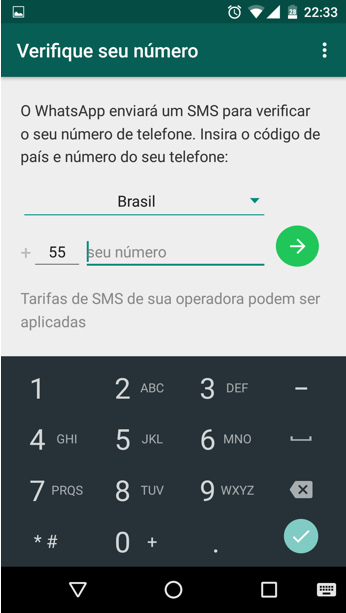 28 22:33
Verifique seu número
O WhatsApp enviará um SMS para verificar
o seu número de telefone. Insira o código de
país e número do seu telefone:
Brasil
+ 55 seu número
Tarifas de SMS de sua operadora podem ser
aplicadas
1 2 ABC 3 DEF –
4 GHI 5 JKL 6 MNO
7 PRQS 8 TUV 9 WXYZ
* # 0 + .